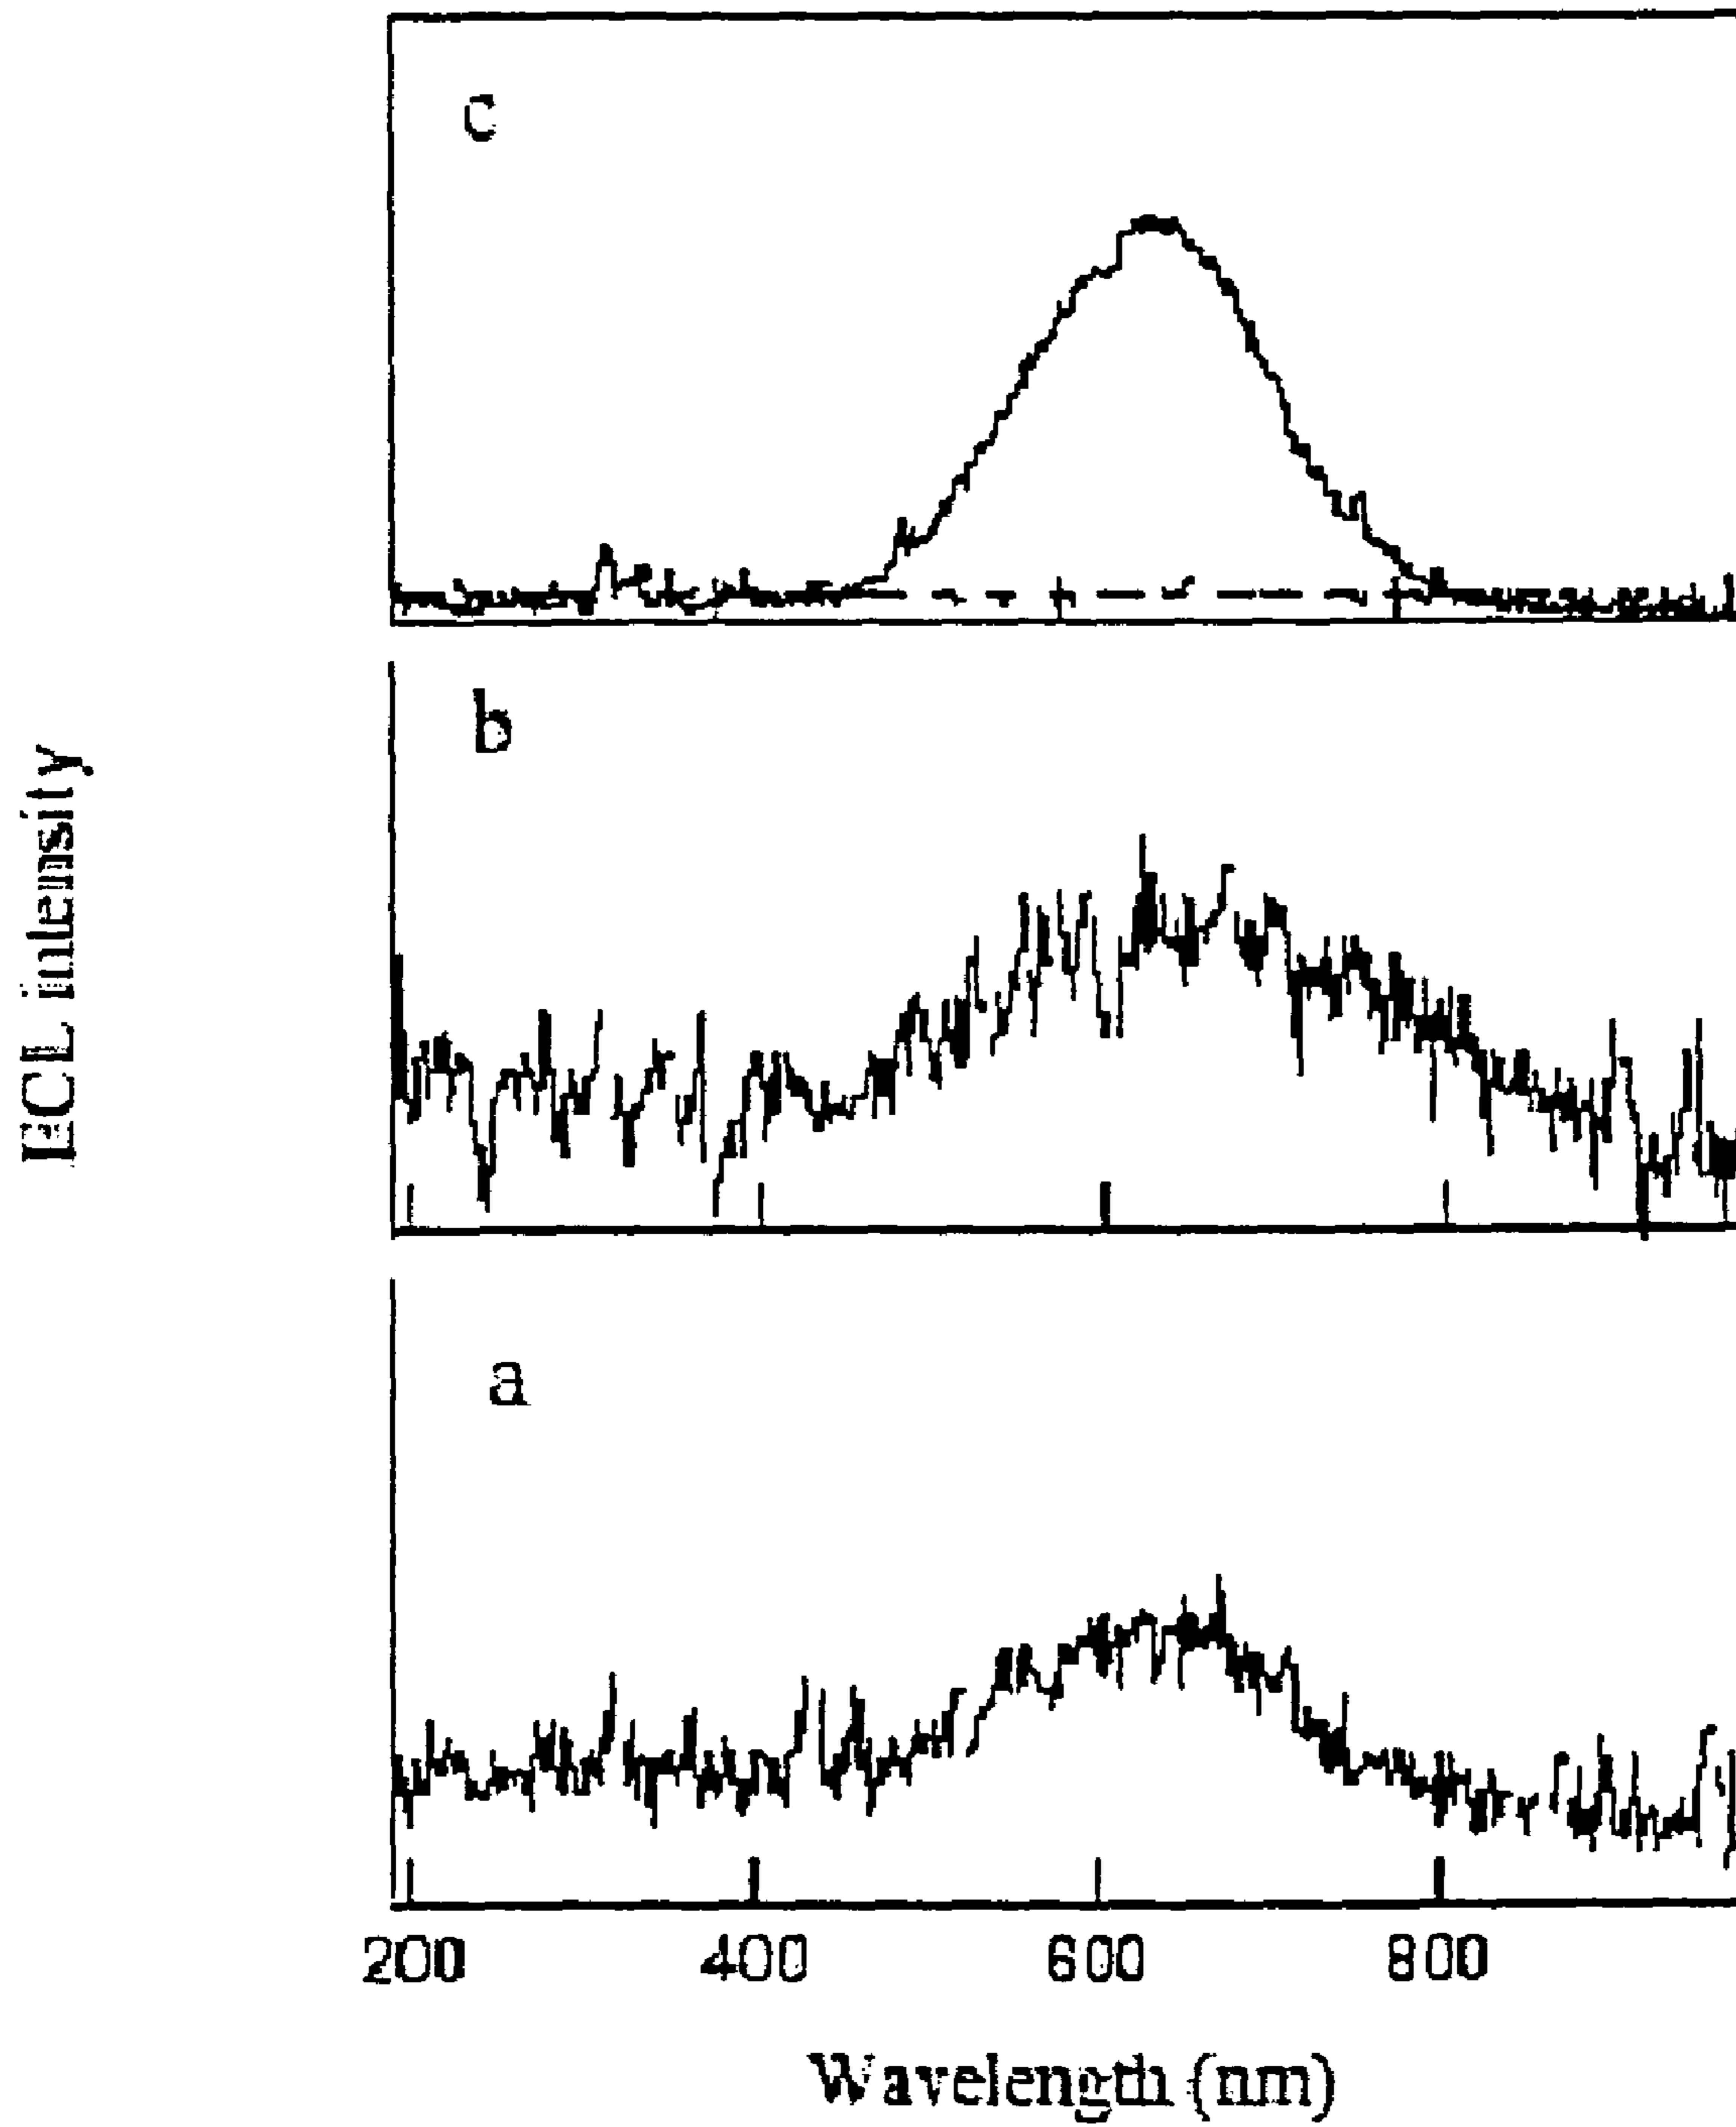 c
b
ECL intensity
a
200 400 600 800
Wavelength (nm)